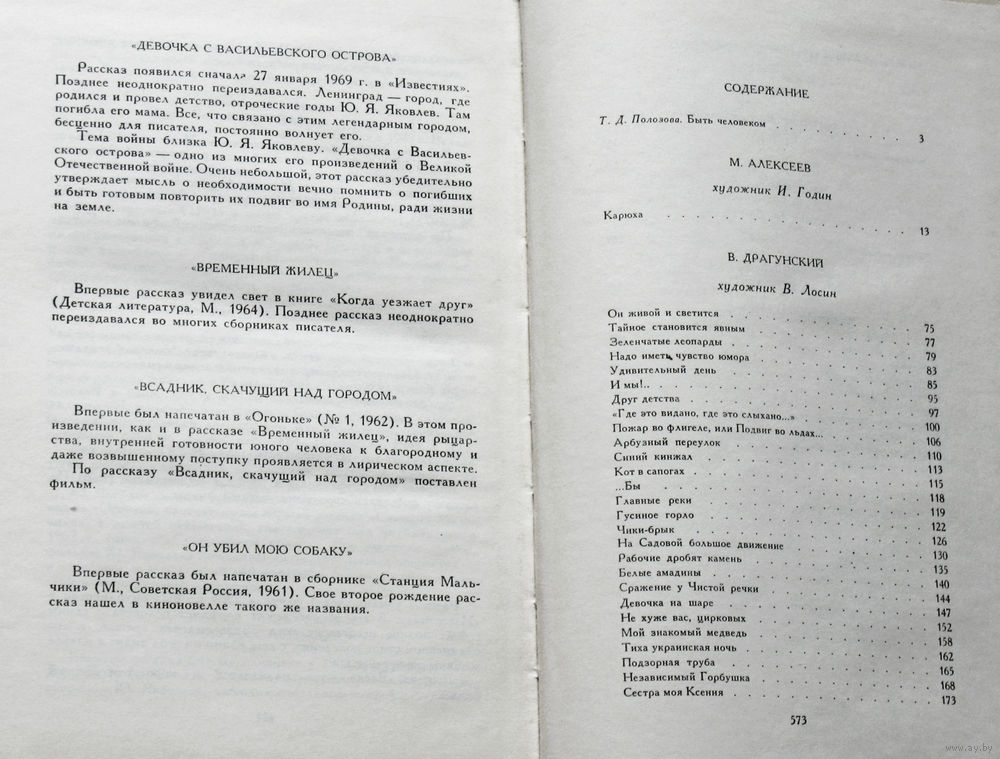 «ДЕВОЧКА С ВАСИЛЬЕВСКОГО ОСТРОВА»
Рассказ появился сначала 27 января 1969 г. в «Известиях».
Позднее неоднократно переиздавался. Ленинград — город, где
родился и провел детство, отроческие годы Ю. Я. Яковлев. Там
погибла его мама. Все, что связано с этим легендарным городом,
бесценно для писателя, постоянно волнует его.
Тема войны близка Ю. Я. Яковлеву. «Девочка с Василь-
евского острова» — одно из многих его произведений о Великой
Отечественной войне. Очень небольшой, этот рассказ убедительно
утверждает мысль о необходимости вечно помнить о погибших
и быть готовым повторить их подвиг во имя Родины, ради жизни
на земле.
«ВРЕМЕННЫЙ ЖИЛЕЦ»
Впервые рассказ увидел свет в книге «Когда уезжает друг»
(Детская литература, М., 1964). Позднее рассказ неоднократно
переиздавался во многих сборниках писателя.
«ВСАДНИК, СКАЧУЩИЙ НАД ГОРОДОМ»
Впервые был напечатан в «Огоньке» (№ 1, 1962). В этом про-
изведении, как и в рассказе «Временный жилец», идея рыцар-
ства, внутренней готовности юного человека к благородному и
даже возвышенному поступку проявляется в лирическом аспекте.
По рассказу «Всадник, скачущий над городом» поставлен
фильм.
«ОН УБИЛ МОЮ СОБАКУ»
Впервые рассказ был напечатан в сборнике «Станция Маль-
чики» (М., Советская Россия, 1961). Свое второе рождение рас-
сказ нашел в киноновелле такого же названия.
СОДЕРЖАНИЕ
Т. Д. Полозова. Быть человеком . . . . . . . . 3
М. АЛЕКСЕЕВ
художник И. Годин
Карюха . . . . . . . . . . . . 13
В. ДРАГУНСКИЙ
художник В. Лосин
Он живой и светится . . . . . . . . 75
Тайное становится явным . . . . . . . 77
Зеленчатые леопарды . . . . . . . . 79
Надо иметь чувство юмора . . . . . . . 83
Удивительный день . . . . . . . . 85
И мы!.. . . . . . . . . . . 95
Друг детства . . . . . . . . . 97
«Где это видано, где это слыхано...» . . . . . 100
Пожар во флигеле, или Подвиг во льдах... . . . . 106
Арбузный переулок . . . . . . . . 110
Синий кинжал . . . . . . . . . 113
Кот в сапогах . . . . . . . . . 115
...Бы . . . . . . . . . . . 118
Главные реки . . . . . . . . . 119
Гусиное горло . . . . . . . . . 122
Чики-брык . . . . . . . . . . 126
На Садовой большое движение . . . . . . 130
Рабочие дробят камень . . . . . . . 135
Белые амадины . . . . . . . . . 140
Сражение у Чистой речки . . . . . . . 144
Девочка на шаре . . . . . . . . 147
Не хуже вас, цирковых . . . . . . . 152
Мой знакомый медведь . . . . . . . 158
Тиха украинская ночь . . . . . . . 162
Подзорная труба . . . . . . . . 165
Независимый Горбушка . . . . . . . 168
Сестра моя Ксения . . . . . . . . 173
573
www.ay.by